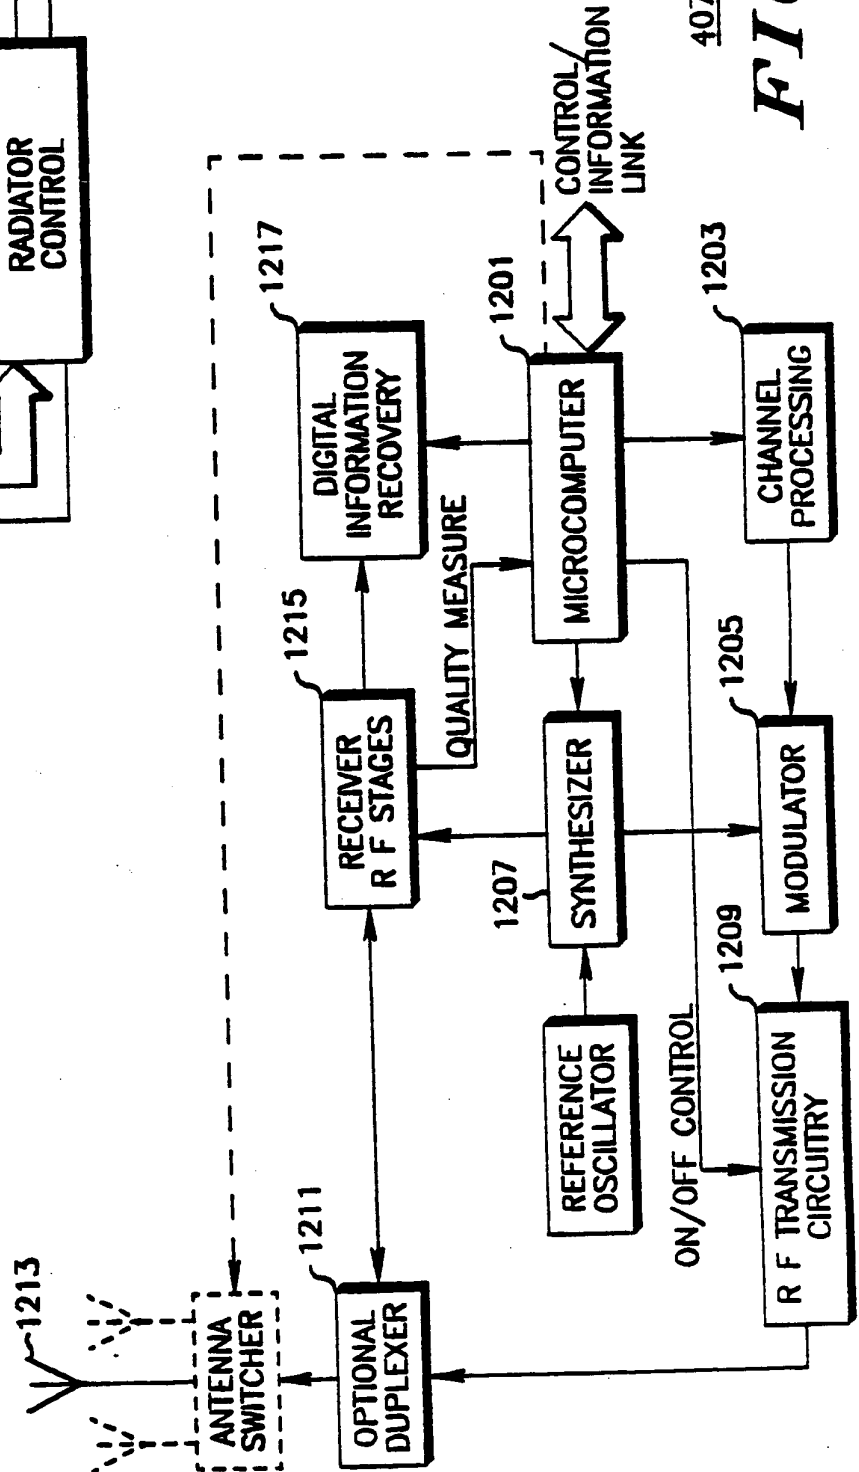 RADIATOR
CONTROL
1213
ANTENNA
SWITCHER
1211
OPTIONAL
DUPLEXER
1215
RECEIVER
R F STAGES
1217
DIGITAL
INFORMATION
RECOVERY
QUALITY MEASURE
1201
MICROCOMPUTER
CONTROL/
INFORMATION
LINK
1207
SYNTHESIZER
REFERENCE
OSCILLATOR
ON/OFF CONTROL
1209
R F TRANSMISSION
CIRCUITRY
1205
MODULATOR
1203
CHANNEL
PROCESSING
407